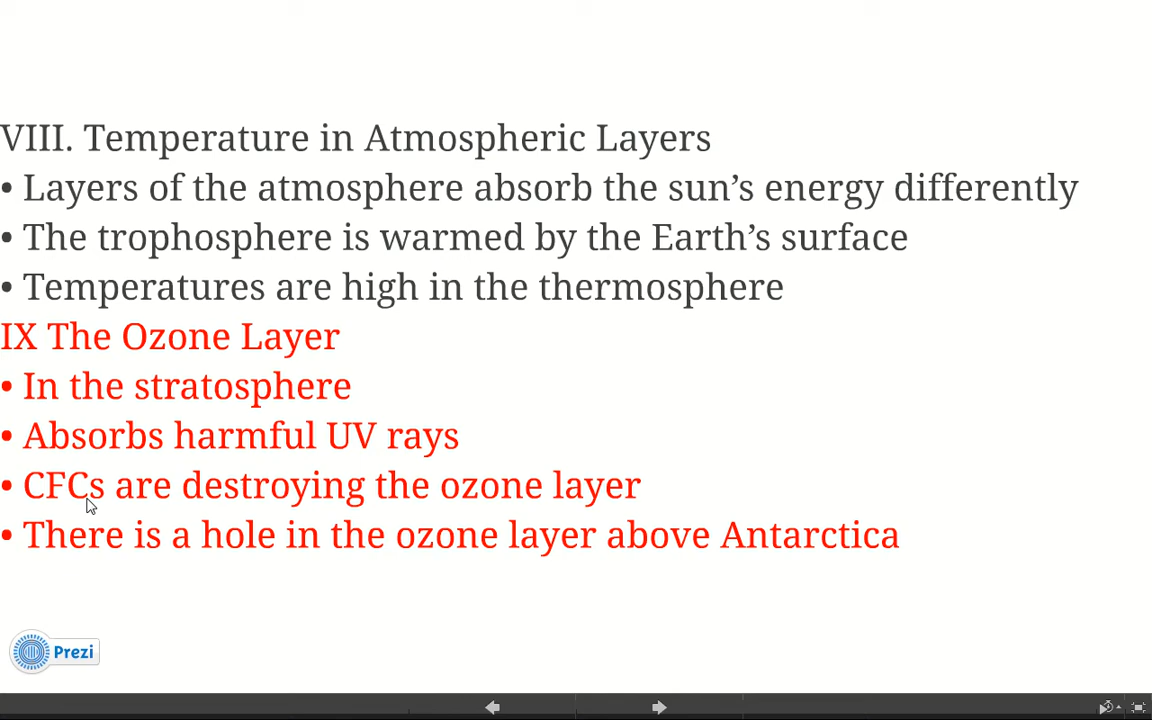 VIII. Temperature in Atmospheric Layers
• Layers of the atmosphere absorb the sun’s energy differently
• The trophosphere is warmed by the Earth’s surface
• Temperatures are high in the thermosphere
IX The Ozone Layer
• In the stratosphere
• Absorbs harmful UV rays
• CFCs are destroying the ozone layer
• There is a hole in the ozone layer above Antarctica
Prezi